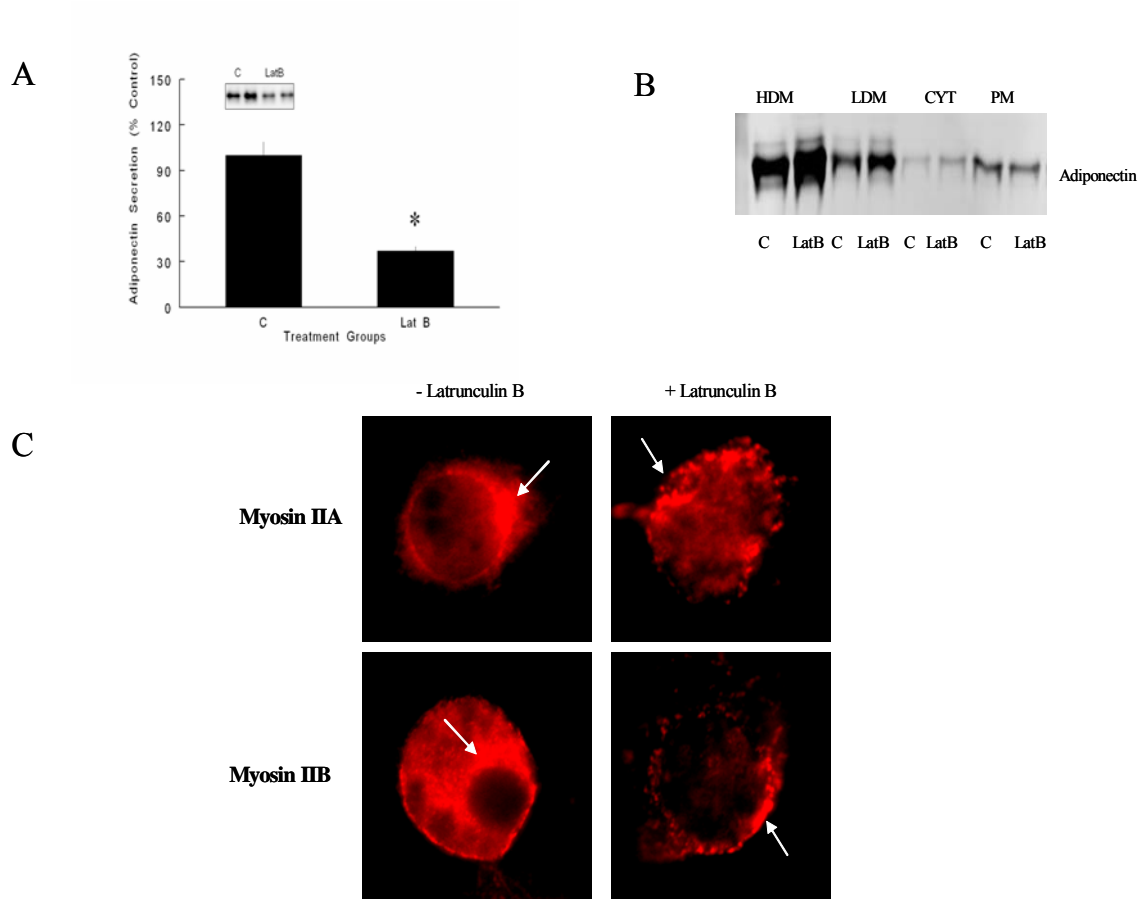 A
Adiponectin Secretion (% Control)
150
120
90
60
30
0
C LatB
*
C Lat B
Treatment Groups
B
HDM LDM CYT PM
Adiponectin
C LatB C LatB C LatB C LatB
C
- Latrunculin B + Latrunculin B
Myosin IIA
Myosin IIB